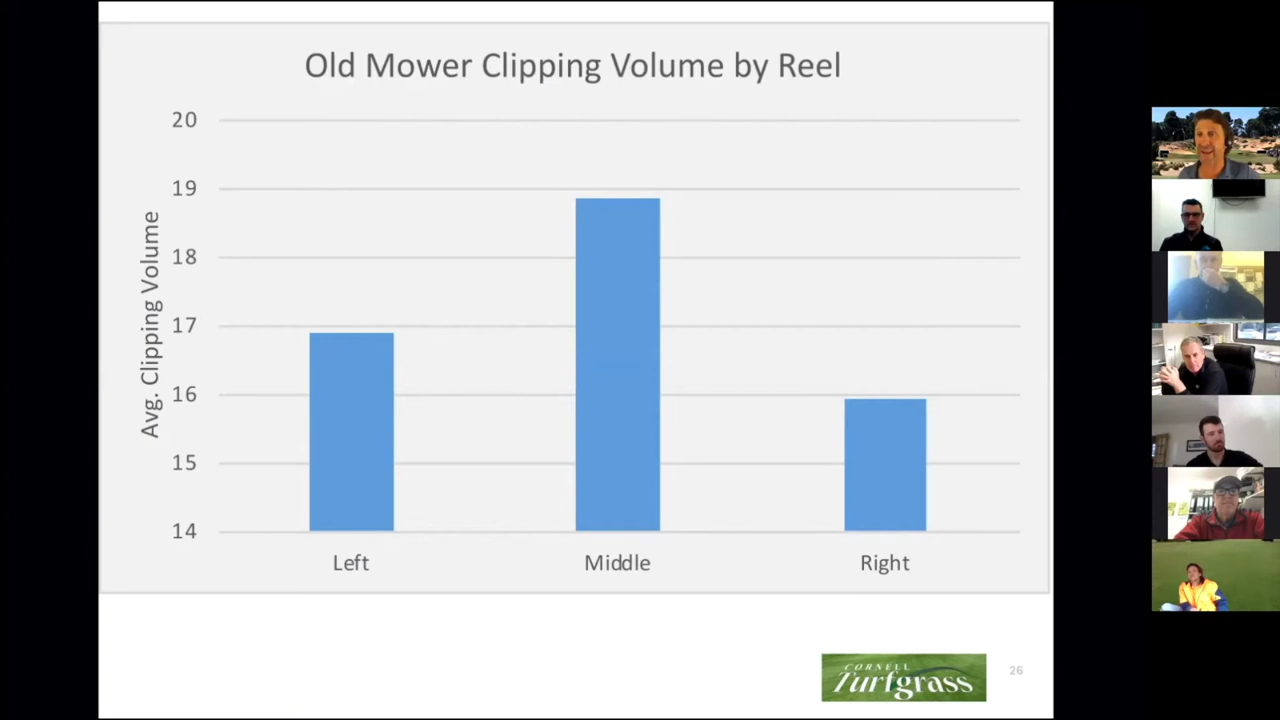 Old Mower Clipping Volume by Reel
20
19
18
17
16
15
14
Avg. Clipping Volume
Left
Middle
Right
CORNELL
Turfgrass
26